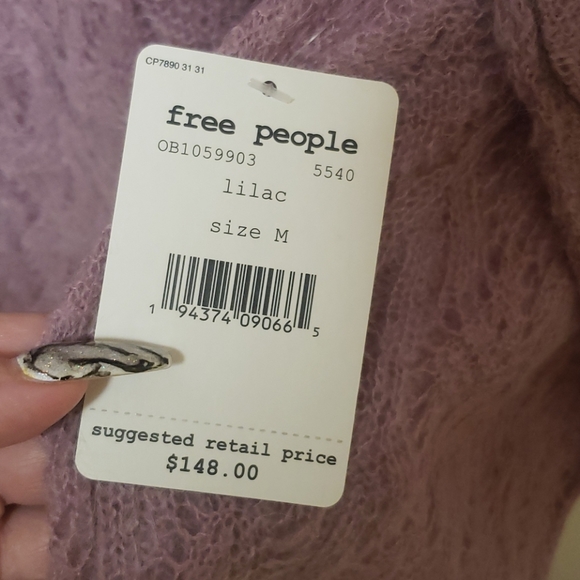 CP7890 31 31
free people
OB1059903 5540
lilac
size M
1 94374 09066 5
suggested retail price
$148.00